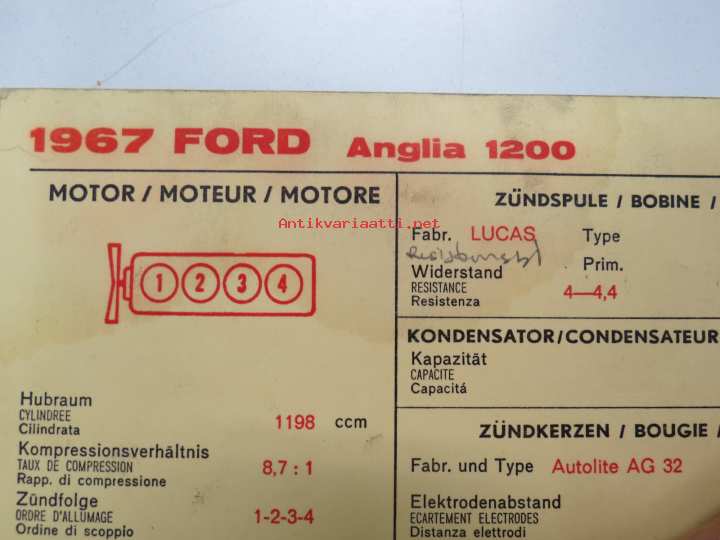 1967 FORD Anglia 1200
MOTOR / MOTEUR / MOTORE
Antikvariaatti.net
1 2 3 4
Hubraum
CYLINDREE
Cilindrata
1198 ccm
Kompressionsverhältnis
TAUX DE COMPRESSION
Rapp. di compressione
8,7 : 1
Zündfolge
ORDRE D'ALLUMAGE
Ordine di scoppio
1-2-3-4
ZÜNDSPULE / BOBINE /
Fabr. LUCAS Type
Widerstand Prim.
RESISTANCE
Resistenza
4—4,4
KONDENSATOR/CONDENSATEUR
Kapazität
CAPACITE
Capacitá
ZÜNDKERZEN / BOUGIE /
Fabr. und Type Autolite AG 32
Elektrodenabstand
ECARTEMENT ELECTRODES
Distanza elettrodi